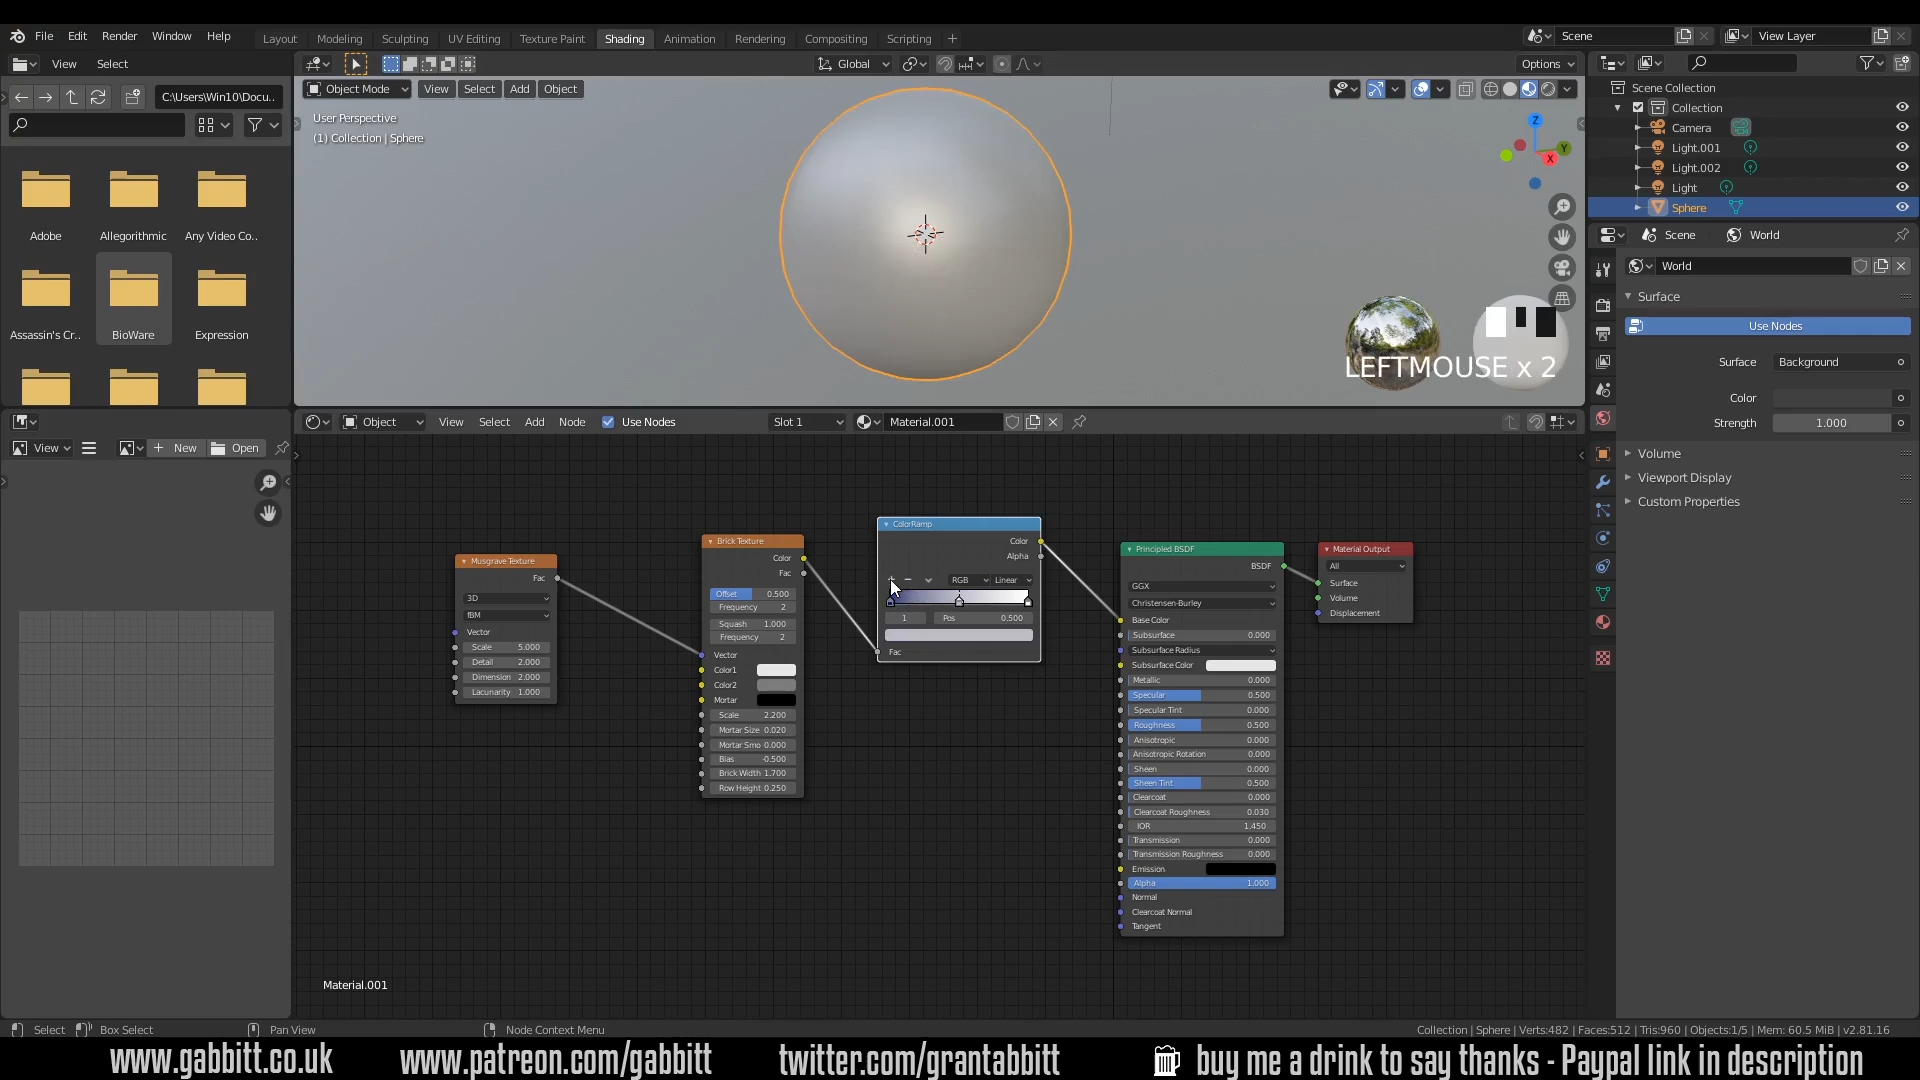 File Edit Render Window Help
Layout Modeling Sculpting UV Editing Texture Paint Shading Animation Rendering Compositing Scripting
Scene View Layer
View Select
Global Options
C:\Users\Win10\Docu..
Object Mode View Select Add Object
User Perspective
(1) Collection | Sphere
Z
Y
X
LEFTMOUSE x 2
Adobe Allegorithmic Any Video Co..
Assassin's Cr.. BioWare Expression
Scene Collection
Collection
Camera
Light.001
Light.002
Light
Sphere
Scene World
World
Surface
Use Nodes
Surface Background
Color
Strength 1.000
Volume
Viewport Display
Custom Properties
View New Open
Object View Select Add Node Use Nodes Slot 1 Material.001
Musgrave Texture
Fac
3D
fBM
Vector
Scale 5.000
Detail 2.000
Dimension 2.000
Lacunarity 1.000
Brick Texture
Color
Fac
Offset 0.500
Frequency 2
Squash 1.000
Frequency 2
Vector
Color1
Color2
Mortar
Scale 2.200
Mortar Size 0.020
Mortar Smo 0.000
Bias -0.500
Brick Width 1.700
Row Height 0.250
ColorRamp
Color
Alpha
RGB Linear
1 Pos 0.500
Fac
Principled BSDF
BSDF
GGX
Christensen-Burley
Base Color
Subsurface 0.000
Subsurface Radius
Subsurface Color
Metallic 0.000
Specular 0.500
Specular Tint 0.000
Roughness 0.500
Anisotropic 0.000
Anisotropic Rotation 0.000
Sheen 0.000
Sheen Tint 0.500
Clearcoat 0.000
Clearcoat Roughness 0.030
IOR 1.450
Transmission 0.000
Transmission Roughness 0.000
Emission
Alpha 1.000
Normal
Clearcoat Normal
Tangent
Material Output
All
Surface
Volume
Displacement
Material.001
Select Box Select Pan View Node Context Menu
Collection | Sphere | Verts:482 | Faces:512 | Tris:960 | Objects:1/5 | Mem: 60.5 MiB | v2.81.16
www.gabbitt.co.uk www.patreon.com/gabbitt twitter.com/grantabbitt buy me a drink to say thanks - Paypal link in description